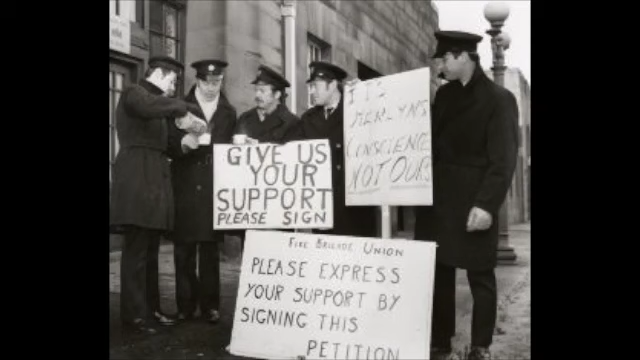 GIVE US
YOUR
SUPPORT
PLEASE SIGN
ITS
MERLYN'S
CONSCIENCE
NOT OURS
FIRE BRIGADE UNION
PLEASE EXPRESS
YOUR SUPPORT BY
SIGNING THIS
PETITION